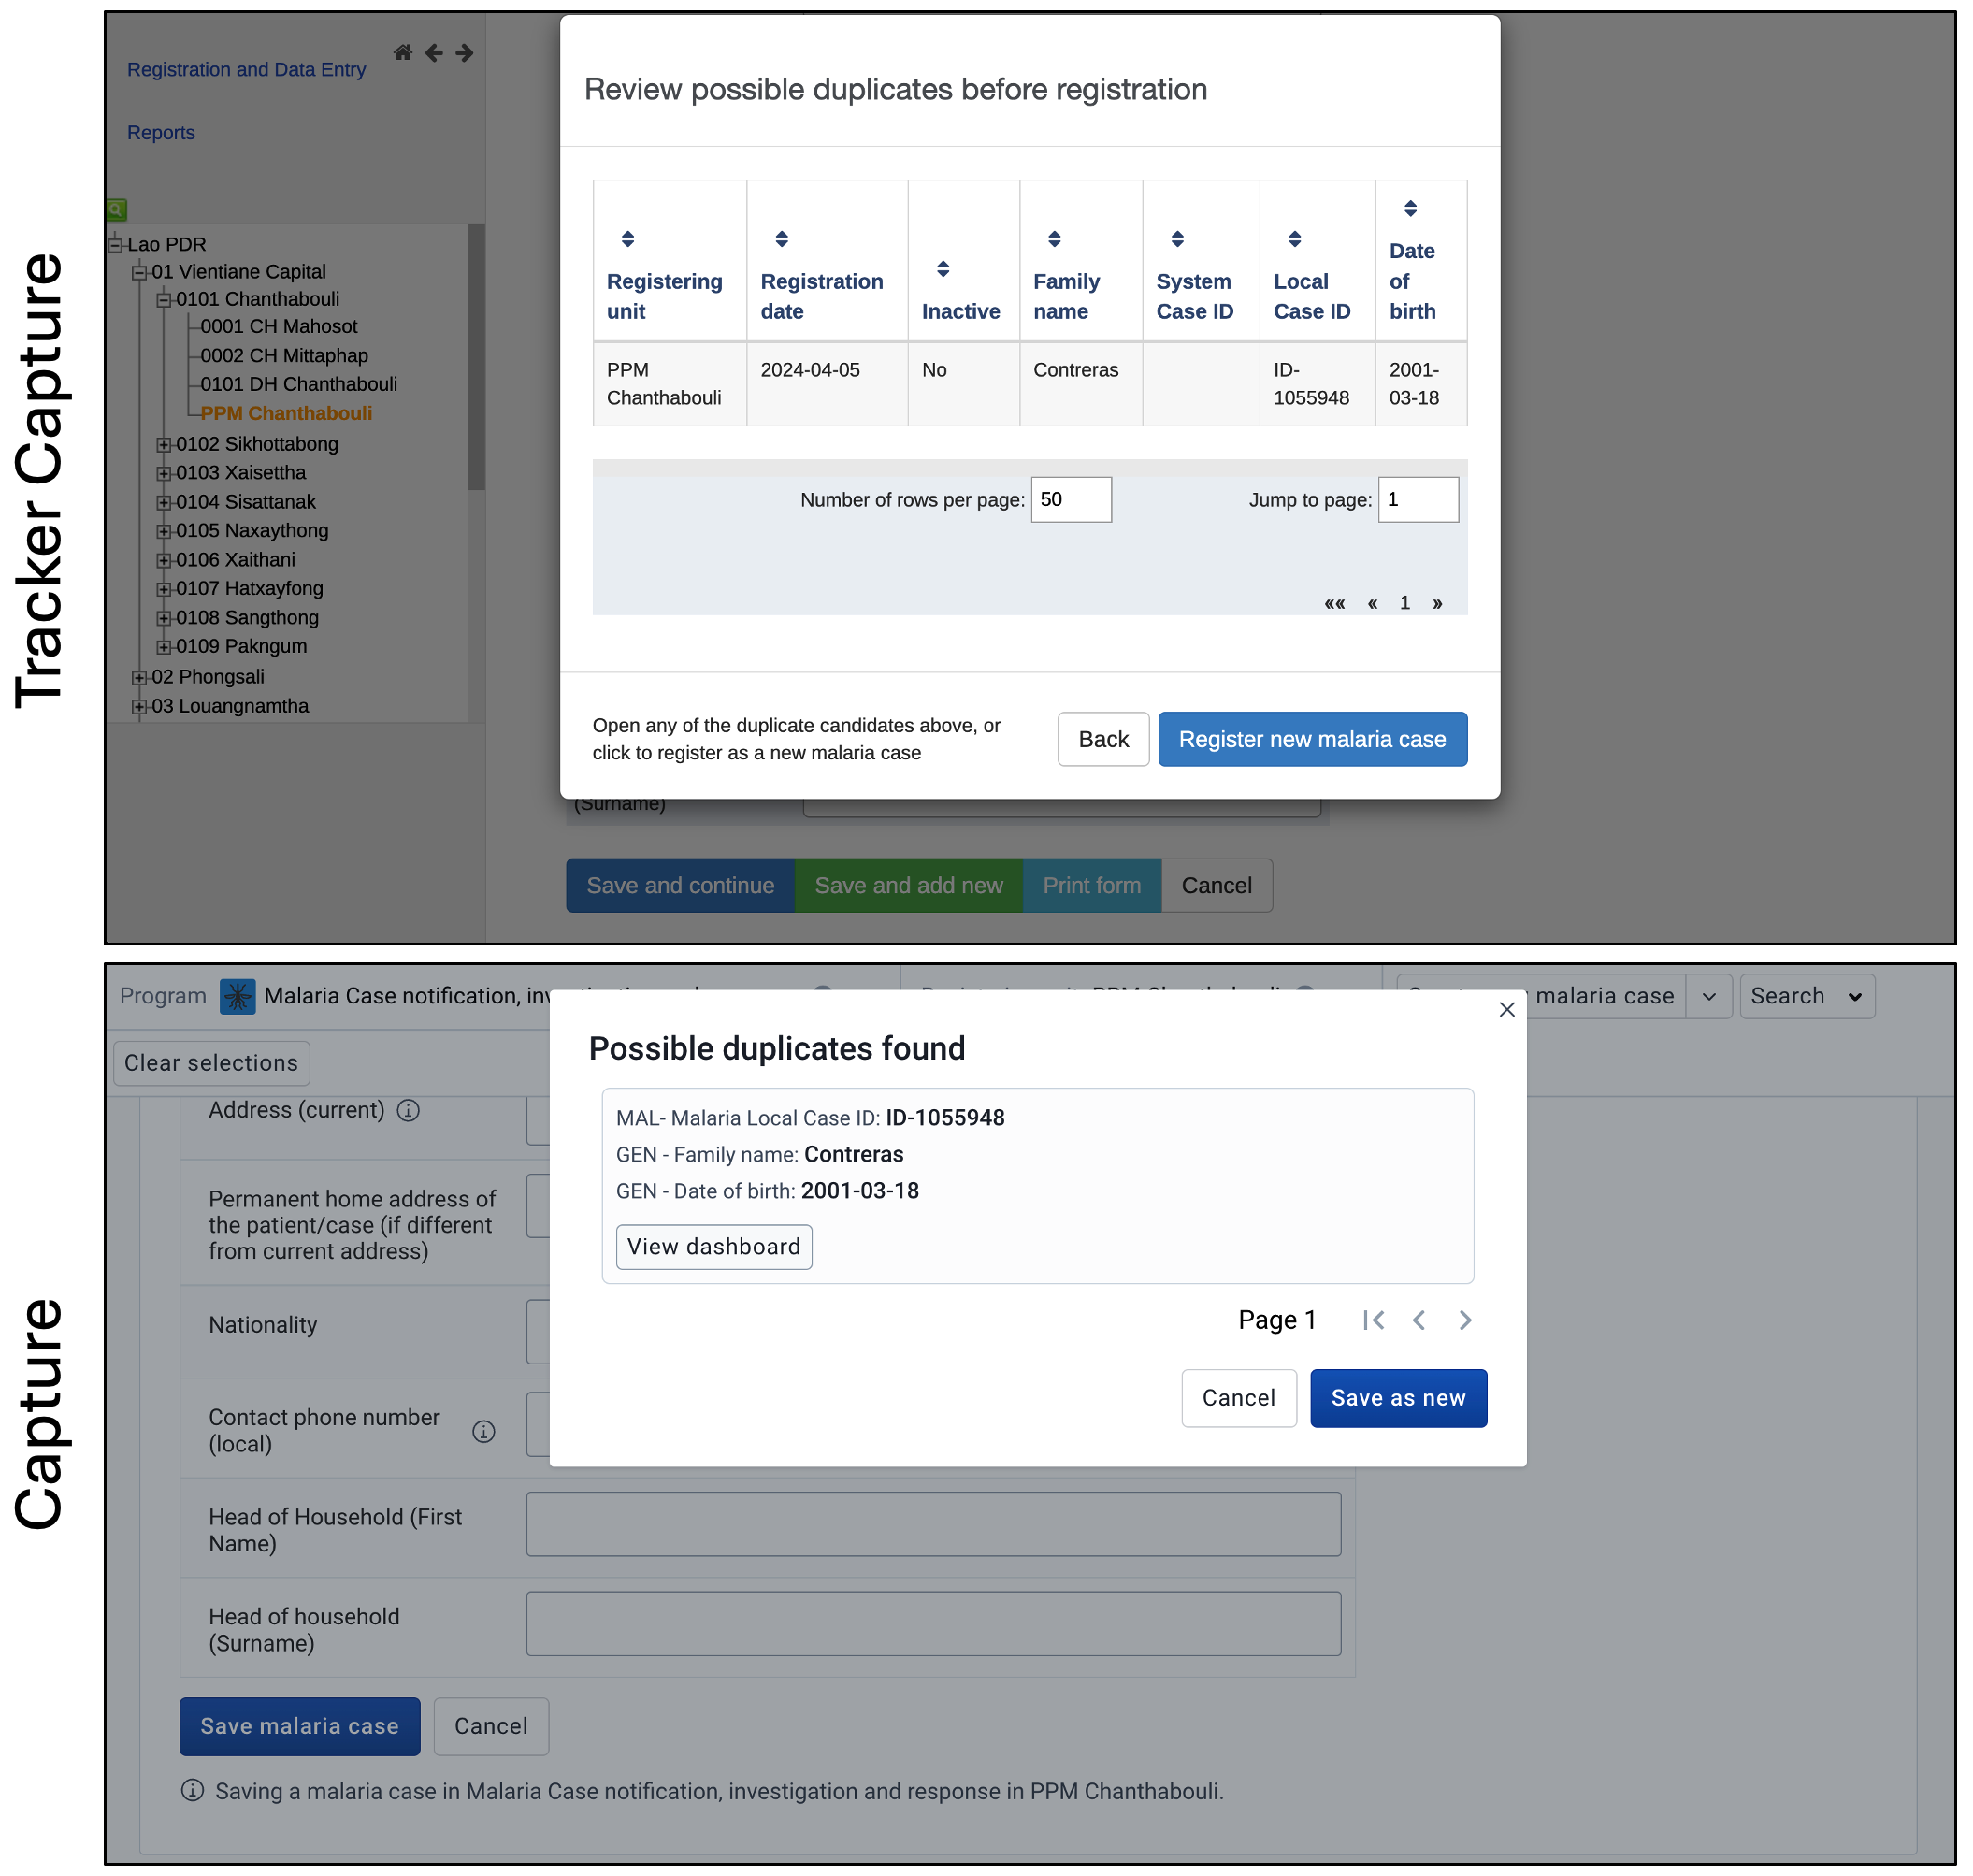 Tracker Capture
Registration and Data Entry
Reports
Lao PDR
01 Vientiane Capital
0101 Chanthabouli
0001 CH Mahosot
0002 CH Mittaphap
0101 DH Chanthabouli
PPM Chanthabouli
0102 Sikhottabong
0103 Xaisettha
0104 Sisattanak
0105 Naxaythong
0106 Xaithani
0107 Hatxayfong
0108 Sangthong
0109 Pakngum
02 Phongsali
03 Louangnamtha
Review possible duplicates before registration
Registering unit
Registration date
Inactive
Family name
System Case ID
Local Case ID
Date of birth
PPM Chanthabouli
2024-04-05
No
Contreras
ID-1055948
2001-03-18
Number of rows per page: 50
Jump to page: 1
«« « 1 »
Open any of the duplicate candidates above, or
click to register as a new malaria case
Back
Register new malaria case
(Surname)
Save and continue
Save and add new
Print form
Cancel
Capture
Program
Malaria Case notification,
malaria case
Search
Clear selections
Possible duplicates found
MAL- Malaria Local Case ID: ID-1055948
GEN - Family name: Contreras
GEN - Date of birth: 2001-03-18
View dashboard
Page 1
Cancel
Save as new
Address (current)
Permanent home address of
the patient/case (if different
from current address)
Nationality
Contact phone number
(local)
Head of Household (First
Name)
Head of household
(Surname)
Save malaria case
Cancel
Saving a malaria case in Malaria Case notification, investigation and response in PPM Chanthabouli.